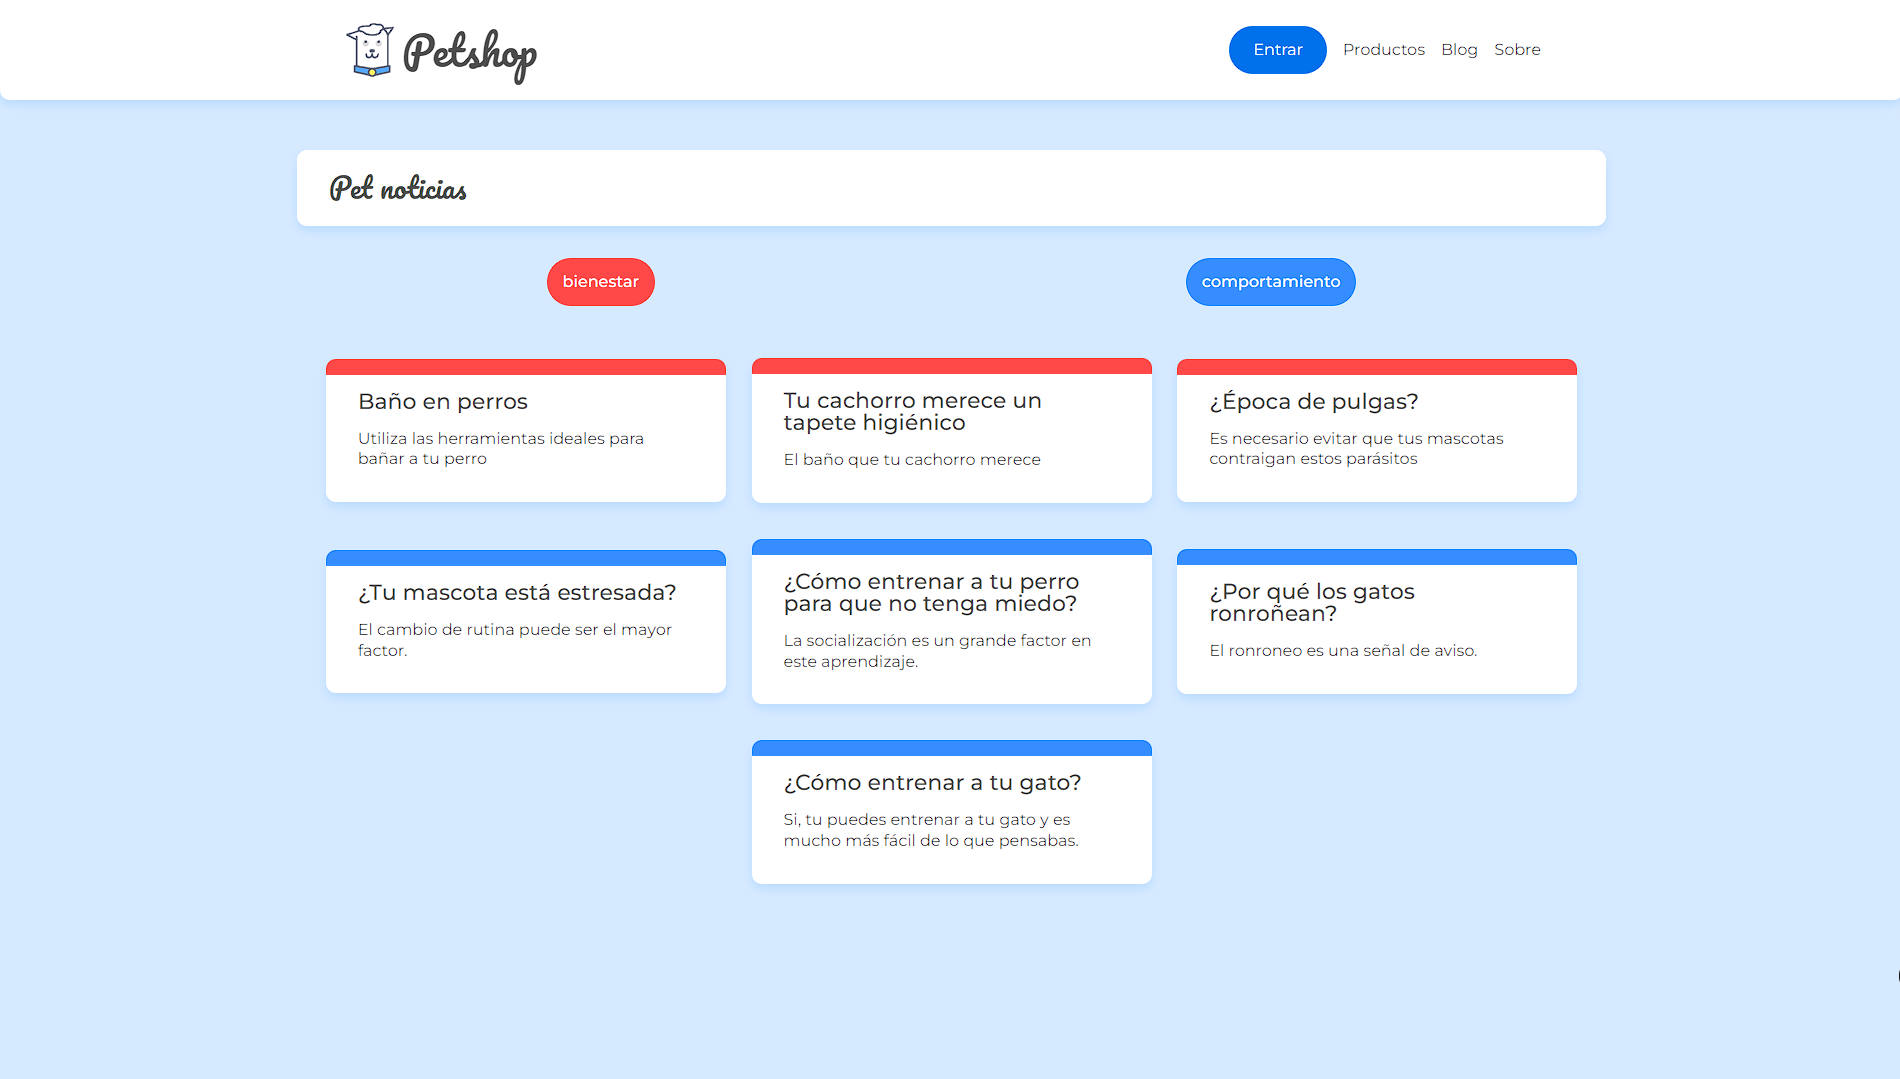 Petshop
Entrar
Productos
Blog
Sobre
Pet noticias
bienestar
comportamiento
Baño en perros
Utiliza las herramientas ideales para
bañar a tu perro
Tu cachorro merece un
tapete higiénico
El baño que tu cachorro merece
¿Época de pulgas?
Es necesario evitar que tus mascotas
contraigan estos parásitos
¿Tu mascota está estresada?
El cambio de rutina puede ser el mayor
factor.
¿Cómo entrenar a tu perro
para que no tenga miedo?
La socialización es un grande factor en
este aprendizaje.
¿Por qué los gatos
ronroñean?
El ronroneo es una señal de aviso.
¿Cómo entrenar a tu gato?
Si, tu puedes entrenar a tu gato y es
mucho más fácil de lo que pensabas.